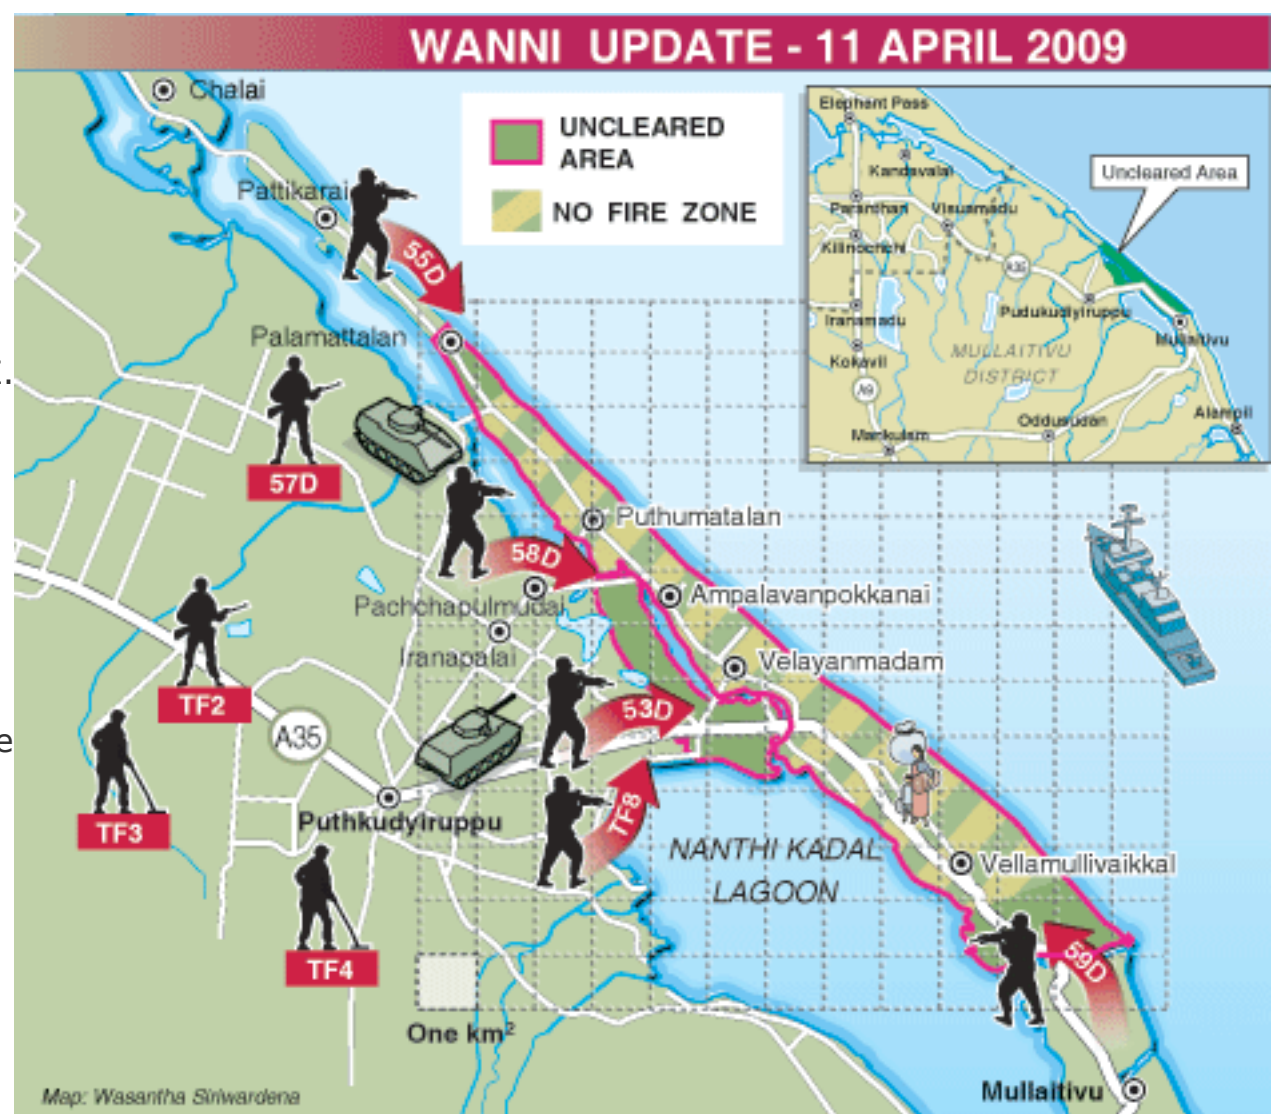 WANNI UPDATE - 11 APRIL 2009
UNCLEARED
AREA
NO FIRE ZONE
Chalai
Pattikarai
55D
Palamattalan
57D
58D
Puthumatalan
Pachchapulmudai
Ampalavanpokkanai
Iranapalai
Velayanmadam
TF2
53D
A35
TF3
Puthkudyiruppu
TF8
NANTHI KADAL
LAGOON
Vellamullivaikkal
TF4
59D
One km²
Mullaitivu
Map: Wasantha Siriwardena
Elephant Pass
Kandavalai
Uncleared Area
Paranthan
Visuamadu
Kilinochchi
A35
Iranamadu
Pudukudyiruppu
Mullaitivu
Kokavil
MULLAITIVU
DISTRICT
A9
Oddusudan
Alampil
Mankulam
e